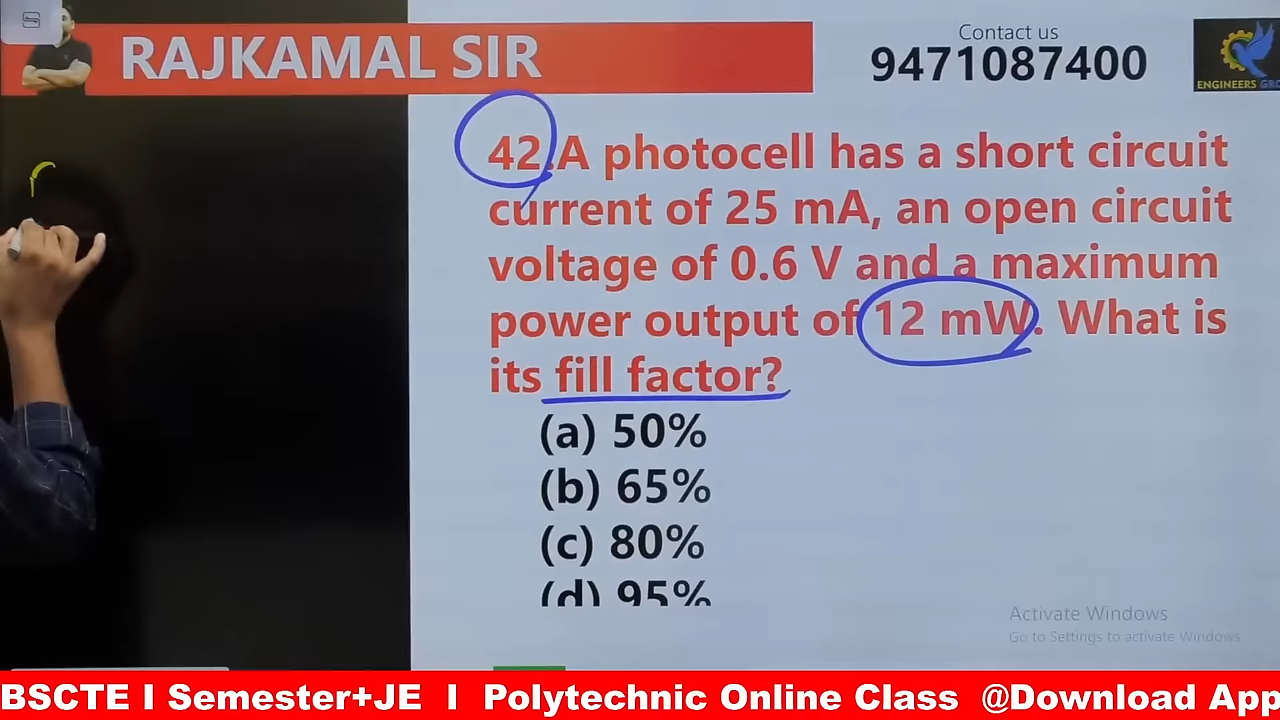 RAJKAMAL SIR
Contact us
9471087400
ENGINEERS GRO
42.A photocell has a short circuit
current of 25 mA, an open circuit
voltage of 0.6 V and a maximum
power output of 12 mW. What is
its fill factor?
(a) 50%
(b) 65%
(c) 80%
(d) 95%
Activate Windows
Go to Settings to activate Windows.
BSCTE I Semester+JE I Polytechnic Online Class @Download App